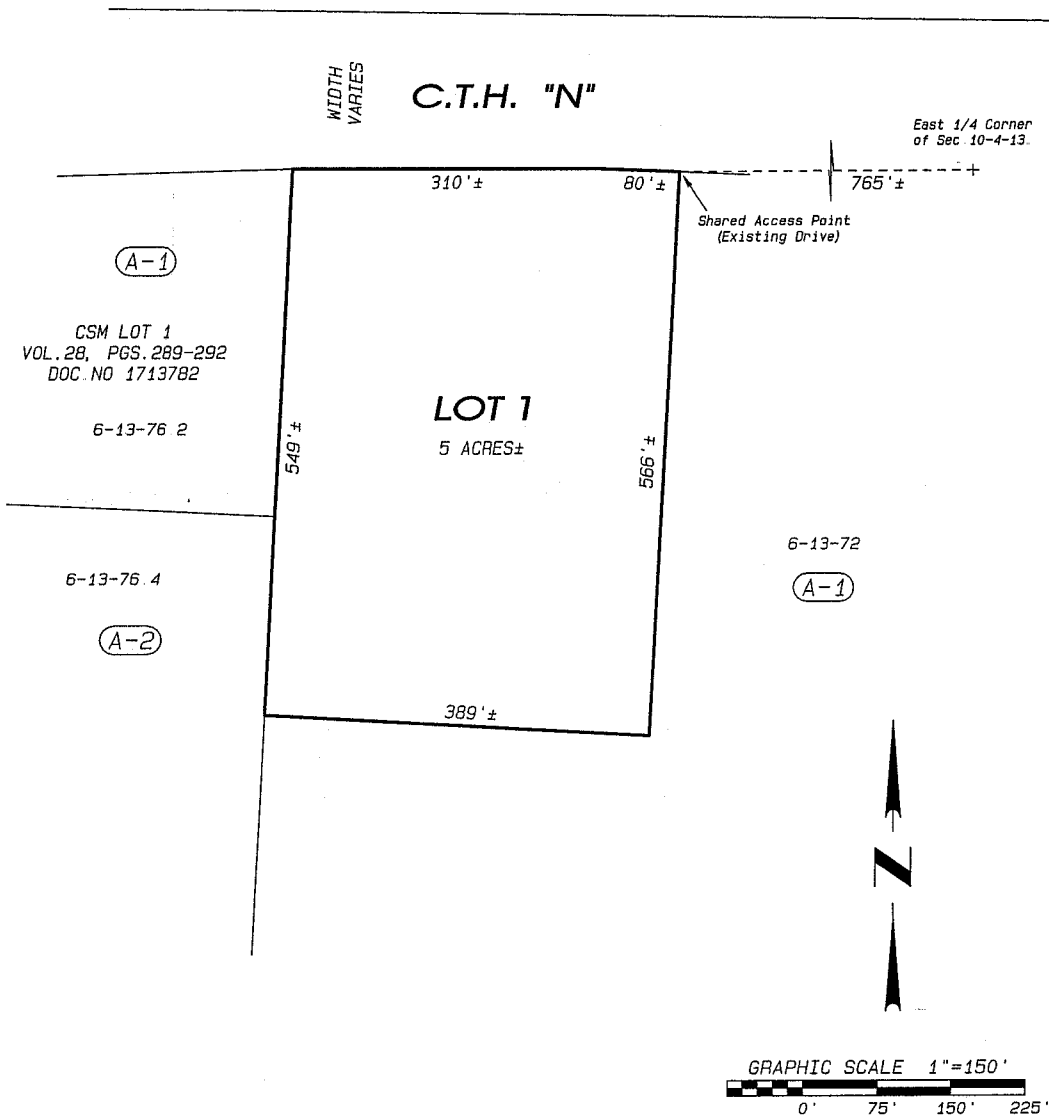 WIDTH
VARIES
C.T.H. "N"
East 1/4 Corner
of Sec 10-4-13
310'±
80'±
765'±
Shared Access Point
(Existing Drive)
A-1
CSM LOT 1
VOL.28, PGS.289-292
DOC.NO 1713782
6-13-76 2
LOT 1
5 ACRES±
549'±
566'±
6-13-72
A-1
6-13-76.4
A-2
389'±
N
GRAPHIC SCALE 1"=150'
0' 75' 150' 225'